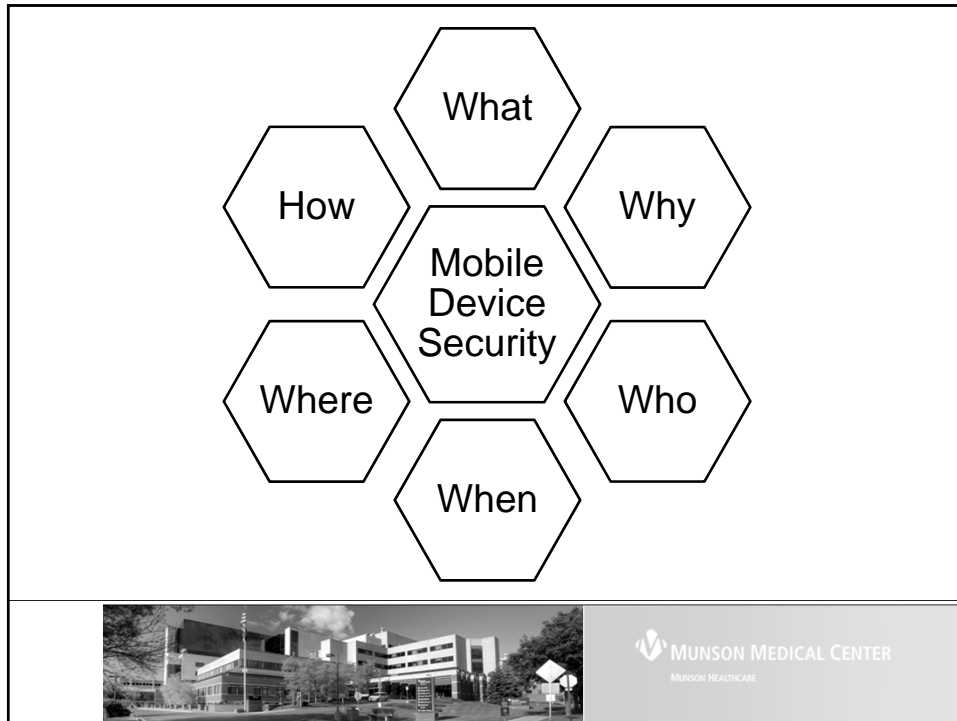 What
Why
Who
When
Where
How
Mobile
Device
Security
MUNSON MEDICAL CENTER
MUNSON HEALTHCARE